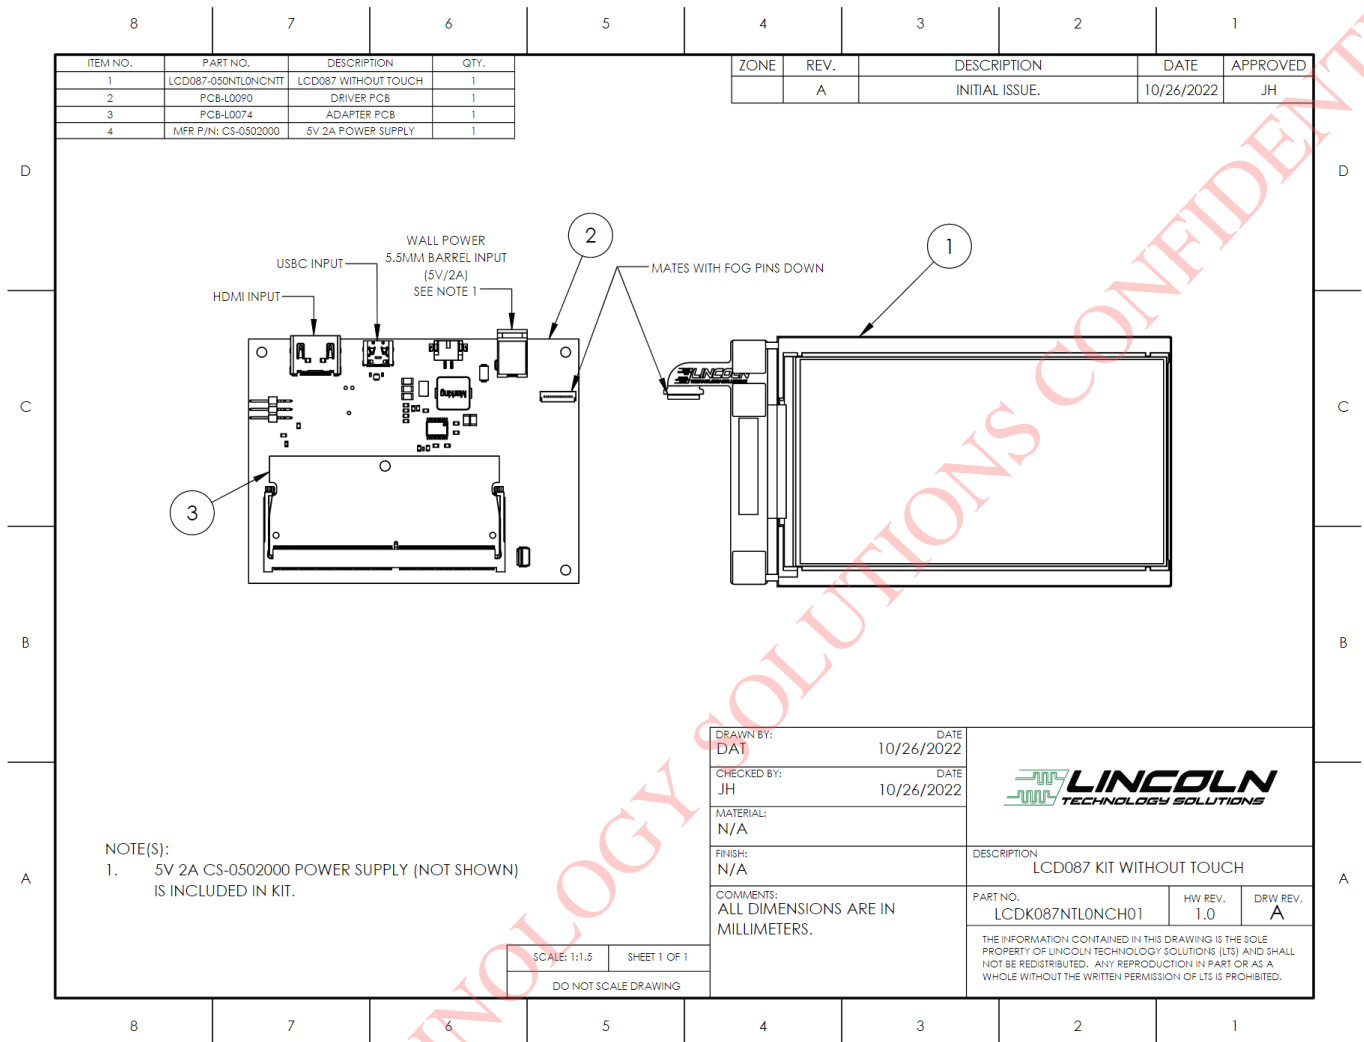 8 7 6 5 4 3 2 1
ITEM NO. PART NO. DESCRIPTION QTY.
1 LCD087-050NTL0NCNTT LCD087 WITHOUT TOUCH 1
2 PCB-L0090 DRIVER PCB 1
3 PCB-L0074 ADAPTER PCB 1
4 MFR P/N: CS-0502000 5V 2A POWER SUPPLY 1
ZONE REV. DESCRIPTION DATE APPROVED
A INITIAL ISSUE. 10/26/2022 JH
D D
WALL POWER
5.5MM BARREL INPUT
(5V/2A)
SEE NOTE 1
USBC INPUT
HDMI INPUT
2
MATES WITH FOG PINS DOWN
1
LINCOLN
TECHNOLOGY SOLUTIONS
Marking
C C
3
B B
NOTE(S):
1. 5V 2A CS-0502000 POWER SUPPLY (NOT SHOWN)
IS INCLUDED IN KIT.
A A
SCALE: 1:1.5 SHEET 1 OF 1
DO NOT SCALE DRAWING
DRAWN BY: DATE
DAT 10/26/2022
CHECKED BY: DATE
JH 10/26/2022
MATERIAL:
N/A
FINISH:
N/A
COMMENTS:
ALL DIMENSIONS ARE IN
MILLIMETERS.
LINCOLN
TECHNOLOGY SOLUTIONS
DESCRIPTION
LCD087 KIT WITHOUT TOUCH
PART NO. HW REV. DRW REV.
LCDK087NTL0NCH01 1.0 A
THE INFORMATION CONTAINED IN THIS DRAWING IS THE SOLE
PROPERTY OF LINCOLN TECHNOLOGY SOLUTIONS (LTS) AND SHALL
NOT BE REDISTRIBUTED. ANY REPRODUCTION IN PART OR AS A
WHOLE WITHOUT THE WRITTEN PERMISSION OF LTS IS PROHIBITED.
8 7 6 5 4 3 2 1
NOLOGY SOLUTIONS CONFIDENT